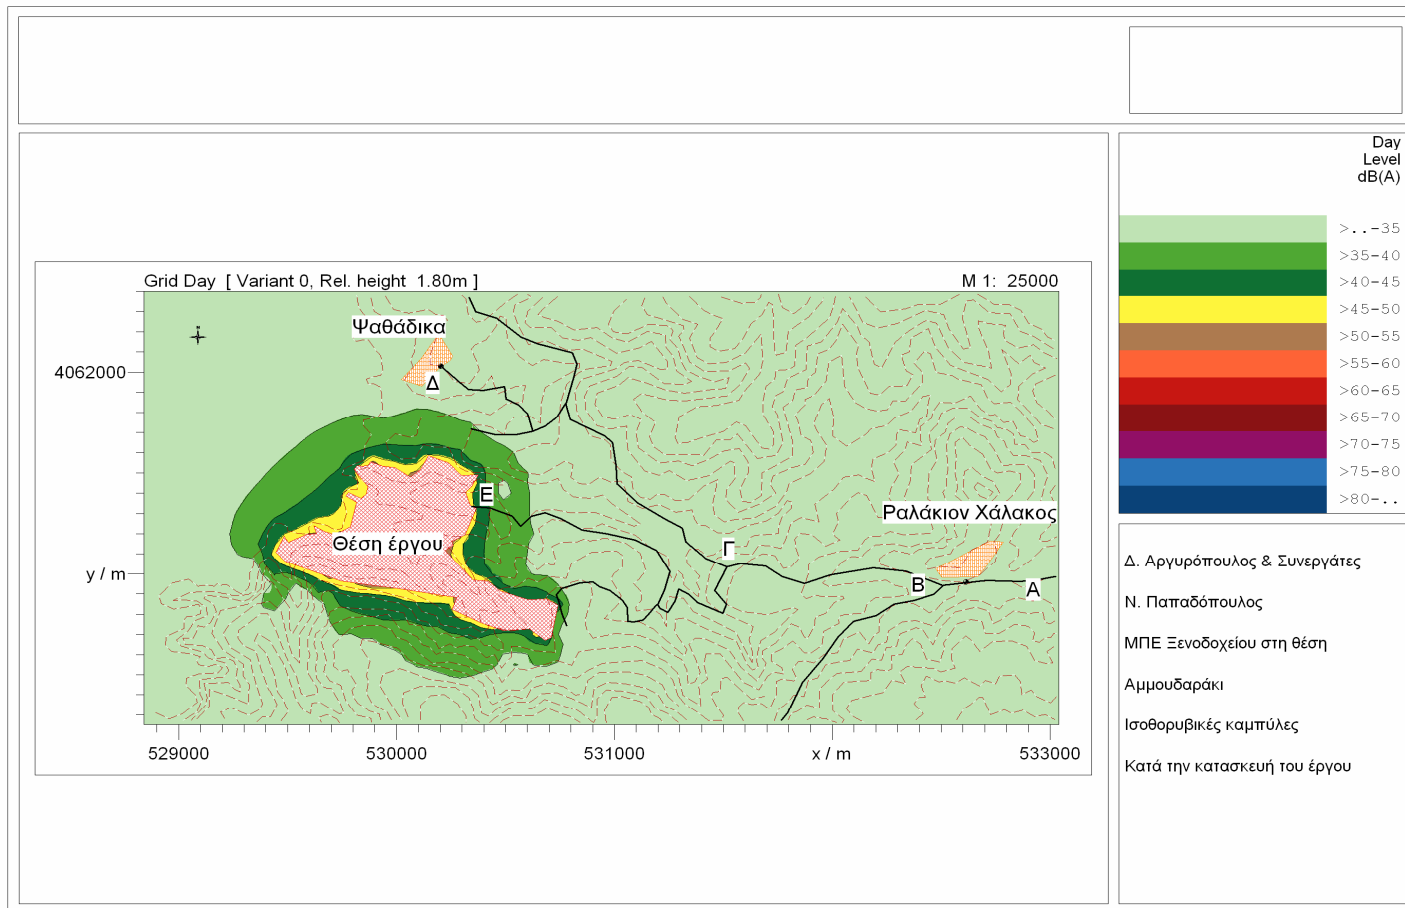 Day
Level
dB(A)
>..-35
>35-40
>40-45
>45-50
>50-55
>55-60
>60-65
>65-70
>70-75
>75-80
>80-..
Grid Day [ Variant 0, Rel. height 1.80m ]
M 1: 25000
Ψαθάδικα
4062000
Δ
Ε
Ραλάκιον Χάλακος
Θέση έργου
Γ
y / m
Β
Α
529000
530000
531000
x / m
533000
Δ. Αργυρόπουλος & Συνεργάτες
Ν. Παπαδόπουλος
ΜΠΕ Ξενοδοχείου στη θέση
Αμμουδαράκι
Ισοθορυβικές καμπύλες
Κατά την κατασκευή του έργου